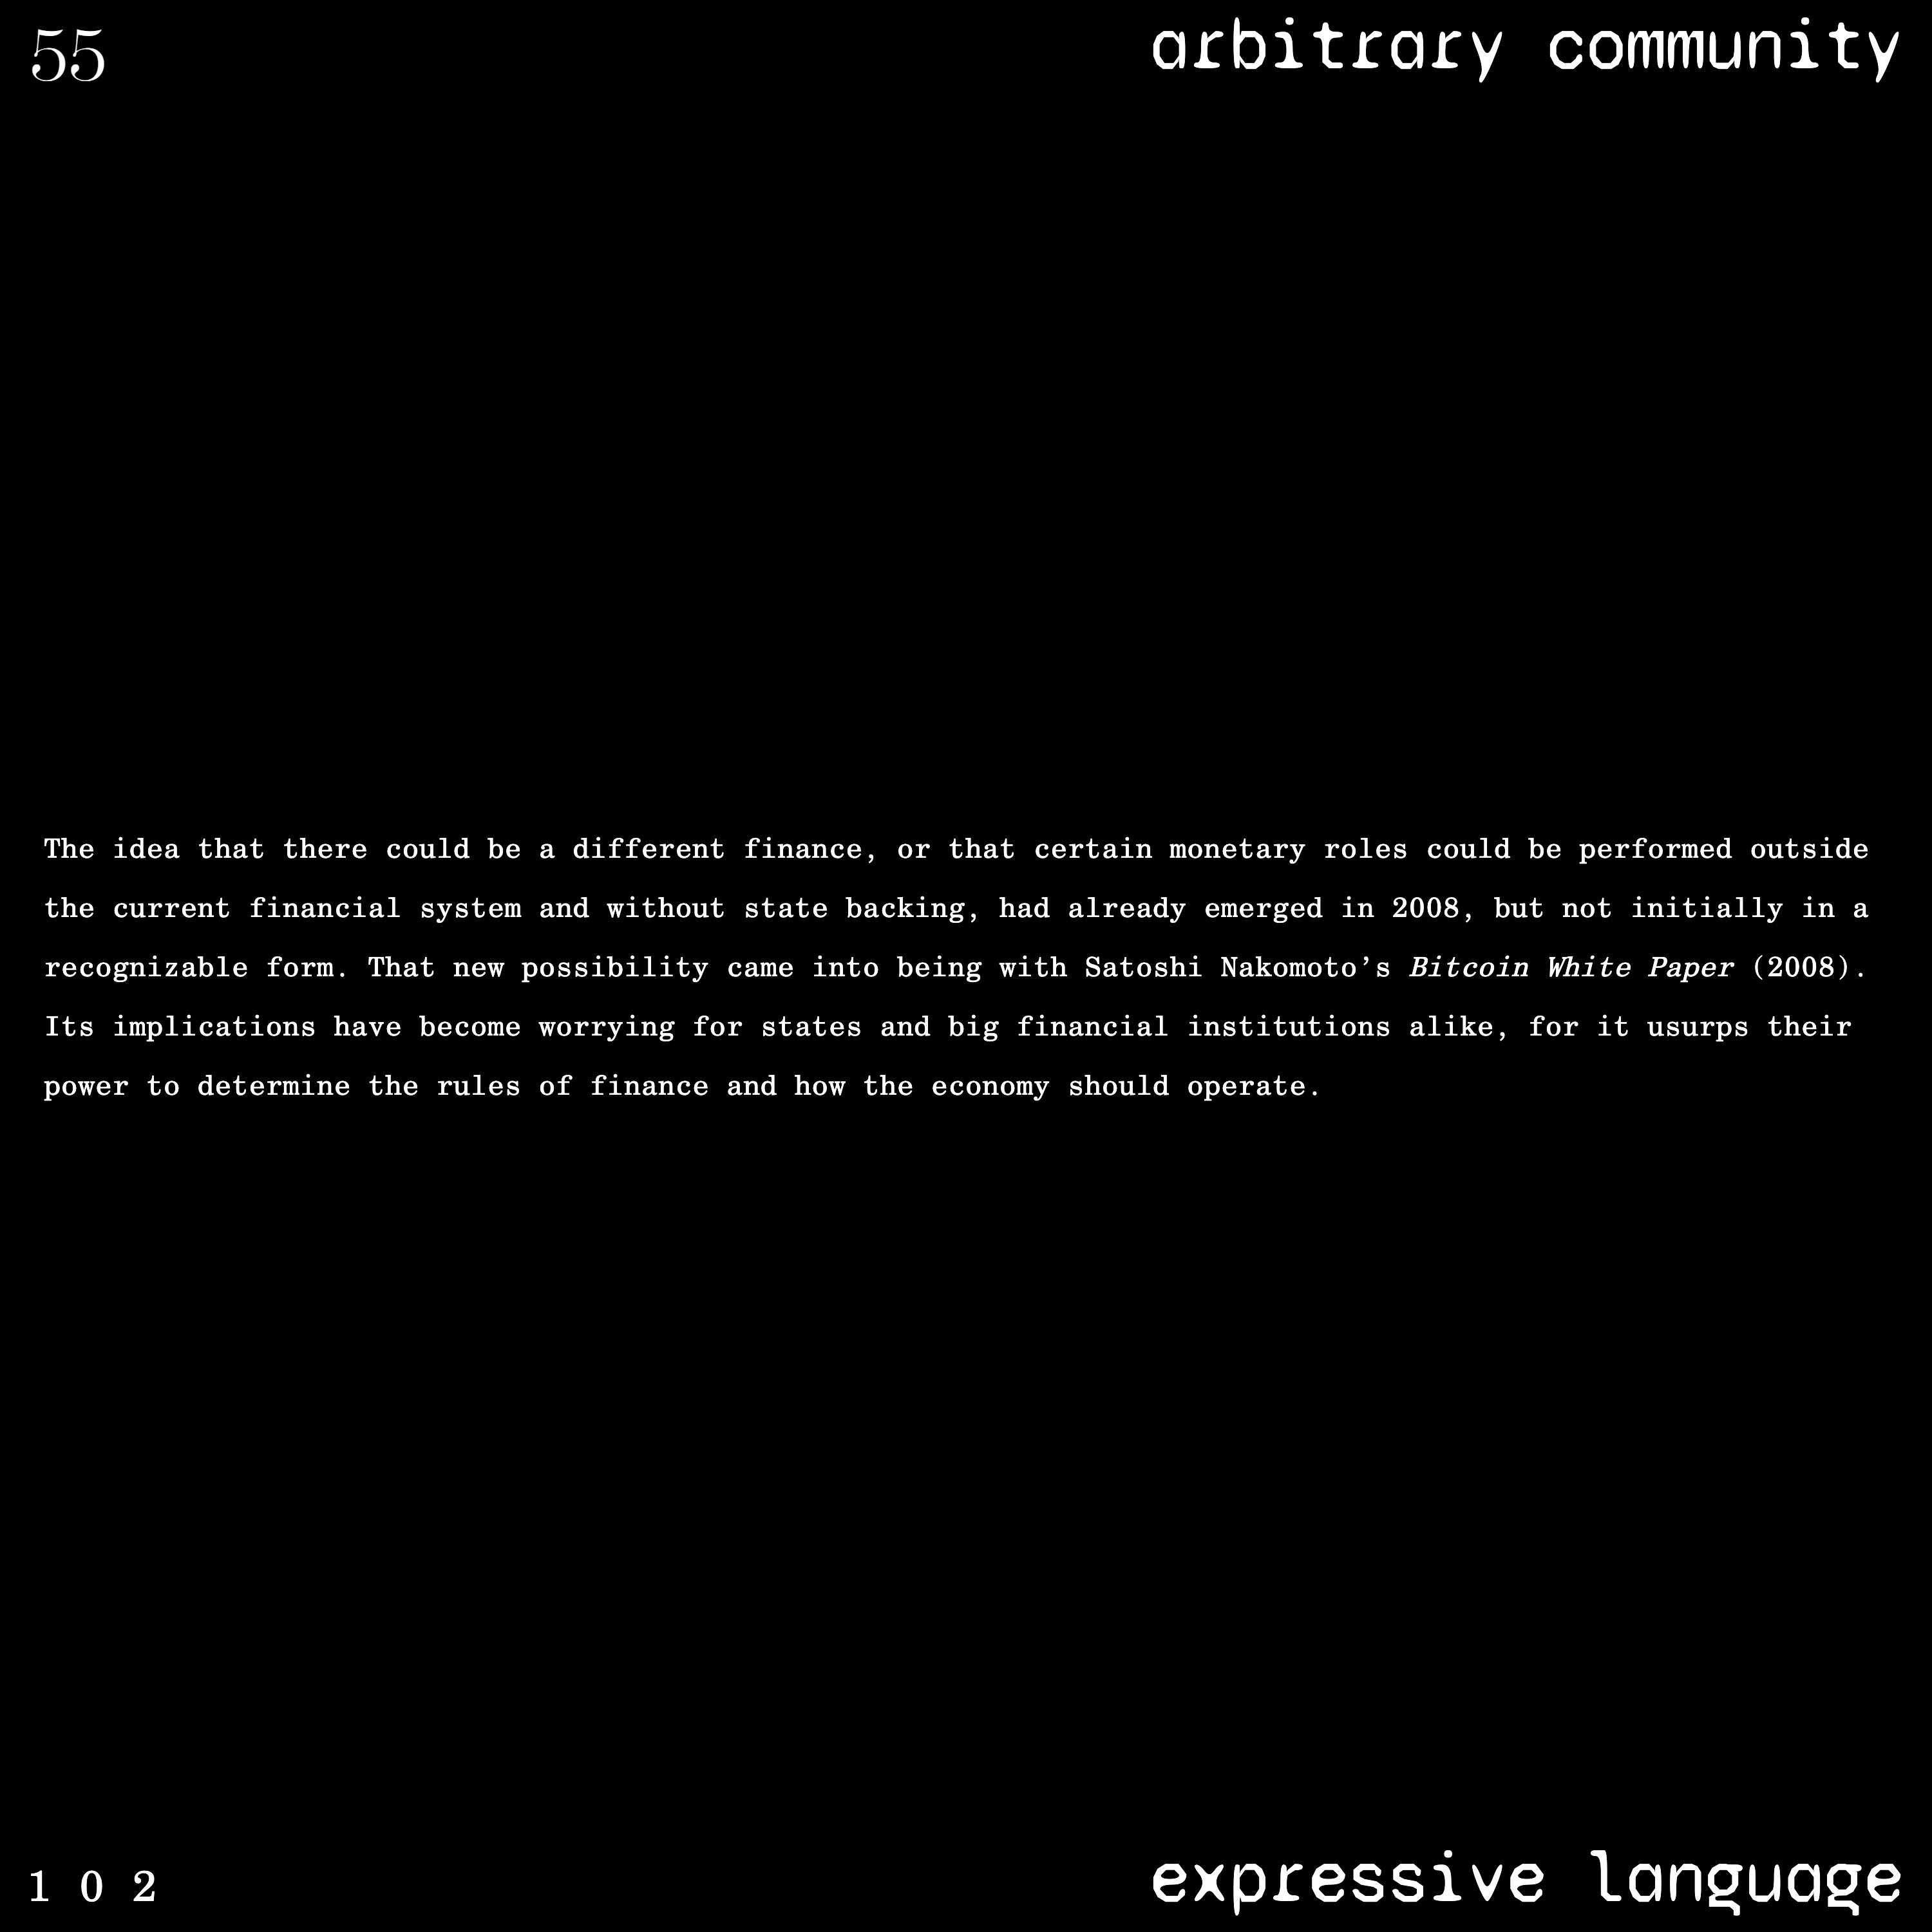 55
arbitrary community
The idea that there could be a different finance, or that certain monetary roles could be performed outside
the current financial system and without state backing, had already emerged in 2008, but not initially in a
recognizable form. That new possibility came into being with Satoshi Nakomoto’s Bitcoin White Paper (2008).
Its implications have become worrying for states and big financial institutions alike, for it usurps their
power to determine the rules of finance and how the economy should operate.
1 0 2
expressive language